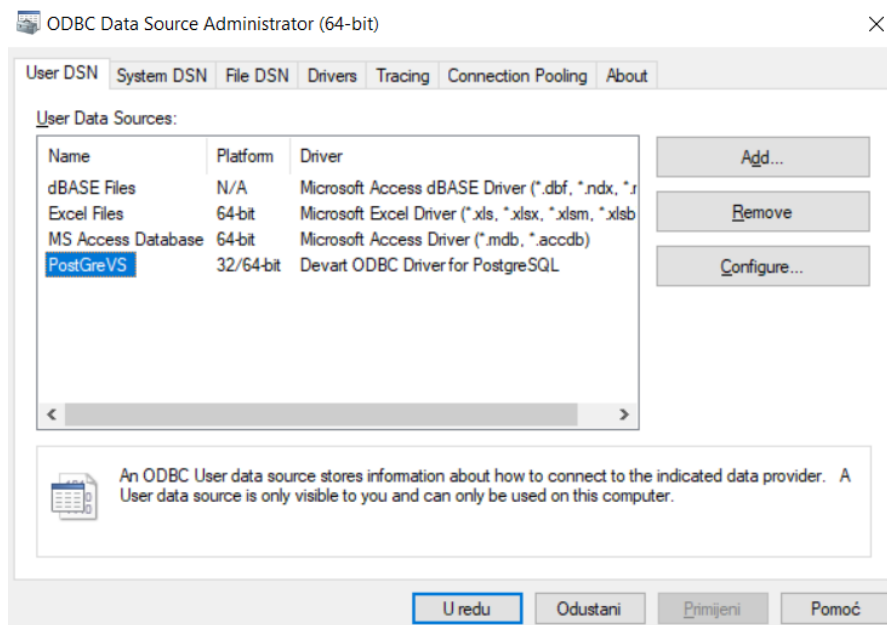 ODBC Data Source Administrator (64-bit)
User DSN System DSN File DSN Drivers Tracing Connection Pooling About
User Data Sources:
Name Platform Driver
dBASE Files N/A Microsoft Access dBASE Driver (*.dbf, *.ndx, *.r
Excel Files 64-bit Microsoft Excel Driver (*.xls, *.xlsx, *.xlsm, *.xlsb
MS Access Database 64-bit Microsoft Access Driver (*.mdb, *.accdb)
PostGreVS 32/64-bit Devart ODBC Driver for PostgreSQL
Add...
Remove
Configure...
An ODBC User data source stores information about how to connect to the indicated data provider. A
User data source is only visible to you and can only be used on this computer.
U redu Odustani Primijeni Pomoć